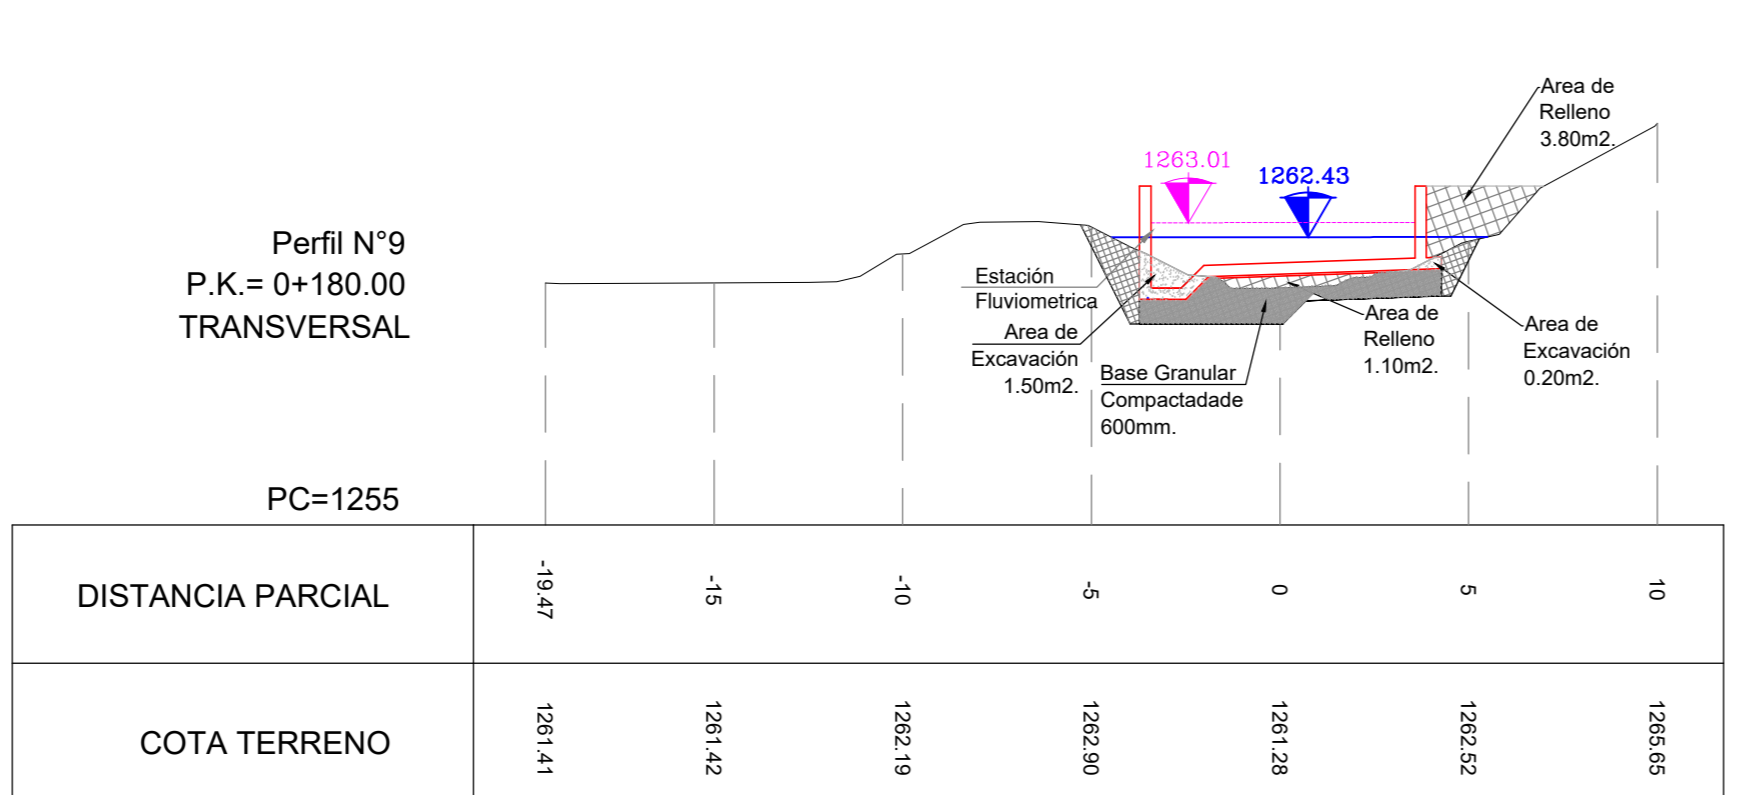 Area de
Relleno
3.80m2.
1263.01
1262.43
Perfil N°9
P.K.= 0+180.00
TRANSVERSAL
Estación
Fluviometrica
Area de
Excavación
1.50m2.
Base Granular
Compactadade
600mm.
Area de
Relleno
1.10m2.
Area de
Excavación
0.20m2.
PC=1255
DISTANCIA PARCIAL
-19.47
-15
-10
-5
0
5
10
COTA TERRENO
1261.41
1261.42
1262.19
1262.90
1261.28
1262.52
1265.65